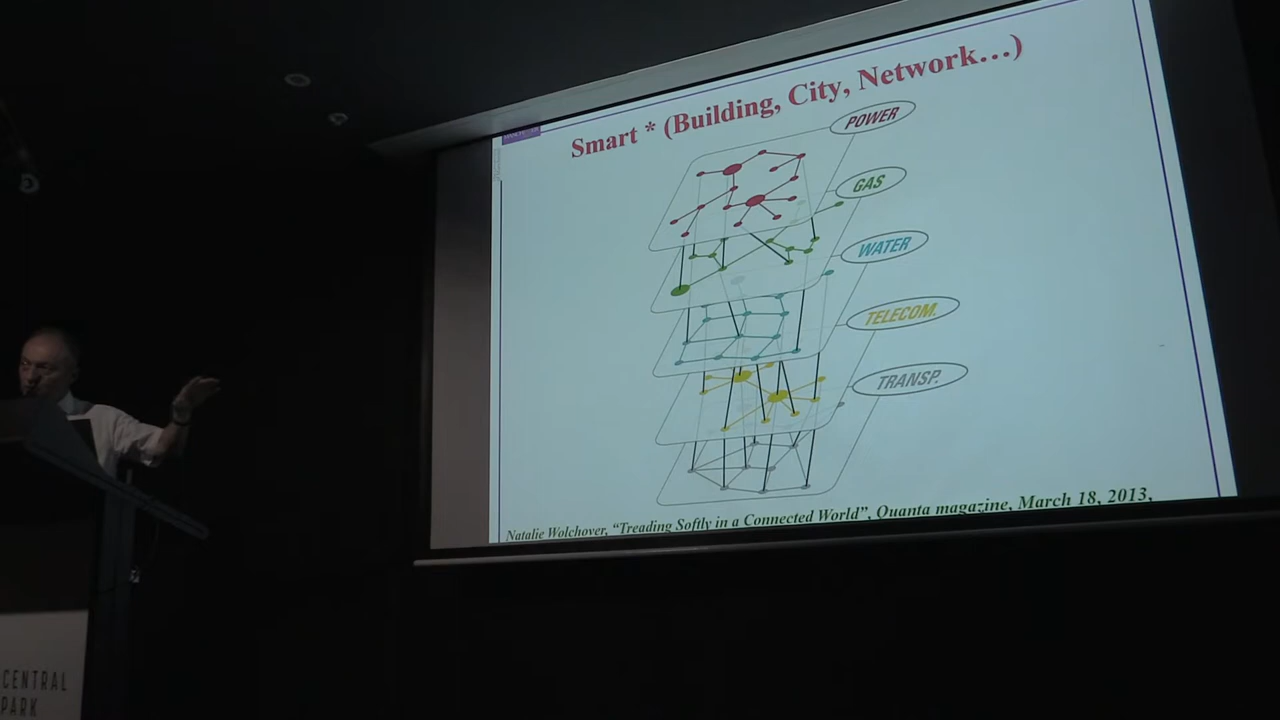 Smart * (Building, City, Network…)
POWER
GAS
WATER
TELECOM.
TRANSP.
Natalie Wolchover, “Treading Softly in a Connected World”, Quanta magazine, March 18, 2013,
CENTRAL
PARK